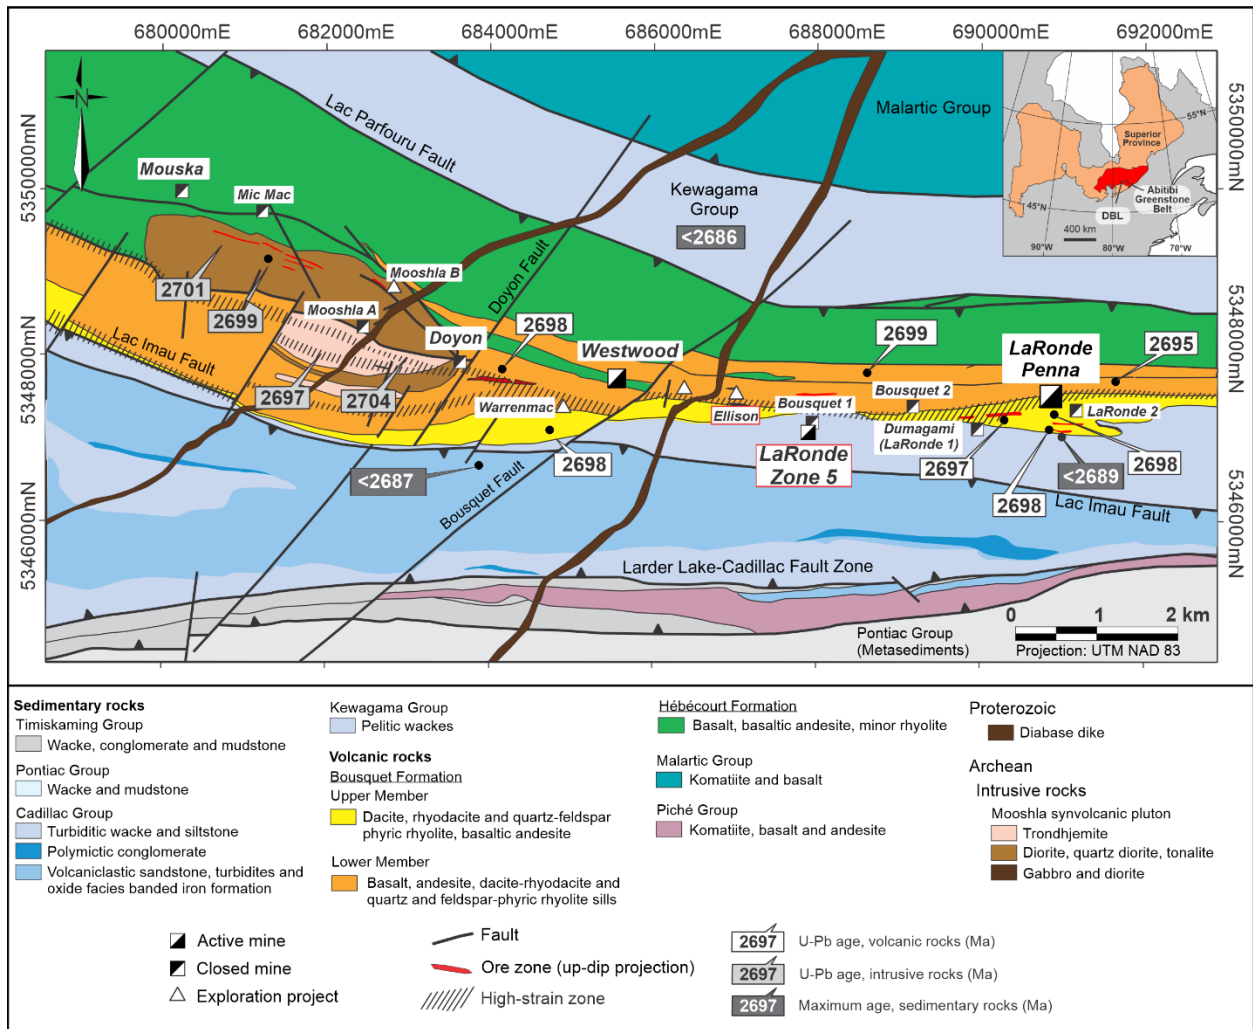 680000mE
682000mE
684000mE
686000mE
688000mE
690000mE
692000mE
5350000mN
5348000mN
5346000mN
5350000mN
5348000mN
5346000mN
N
Malartic Group
Lac Parfouru Fault
Kewagama
Group
<2686
Mouska
Mic Mac
2701
2699
Mooshla B
Mooshla A
Doyon Fault
Doyon
2698
Westwood
2699
LaRonde
Penna
2695
Lac Imau Fault
2697
2704
Warrenmac
Ellison
Bousquet 1
Bousquet 2
LaRonde 2
Dumagami
(LaRonde 1)
LaRonde
Zone 5
<2687
2698
2697
<2689
2698
2698
Bousquet Fault
Lac Imau Fault
Larder Lake-Cadillac Fault Zone
Pontiac Group
(Metasediments)
0 1 2 km
Projection: UTM NAD 83
55°N
Superior
Province
45°N
Abitibi
Greenstone
Belt
DBL
400 km
90°W
80°W
70°W
Sedimentary rocks
Timiskaming Group
Wacke, conglomerate and mudstone
Pontiac Group
Wacke and mudstone
Cadillac Group
Turbiditic wacke and siltstone
Polymictic conglomerate
Volcaniclastic sandstone, turbidites and
oxide facies banded iron formation
Kewagama Group
Pelitic wackes
Volcanic rocks
Bousquet Formation
Upper Member
Dacite, rhyodacite and quartz-feldspar
phyric rhyolite, basaltic andesite
Lower Member
Basalt, andesite, dacite-rhyodacite and
quartz and feldspar-phyric rhyolite sills
Hébécourt Formation
Basalt, basaltic andesite, minor rhyolite
Malartic Group
Komatiite and basalt
Piché Group
Komatiite, basalt and andesite
Proterozoic
Diabase dike
Archean
Intrusive rocks
Mooshla synvolcanic pluton
Trondhjemite
Diorite, quartz diorite, tonalite
Gabbro and diorite
Active mine
Closed mine
Exploration project
Fault
Ore zone (up-dip projection)
High-strain zone
2697 U-Pb age, volcanic rocks (Ma)
2697 U-Pb age, intrusive rocks (Ma)
2697 Maximum age, sedimentary rocks (Ma)